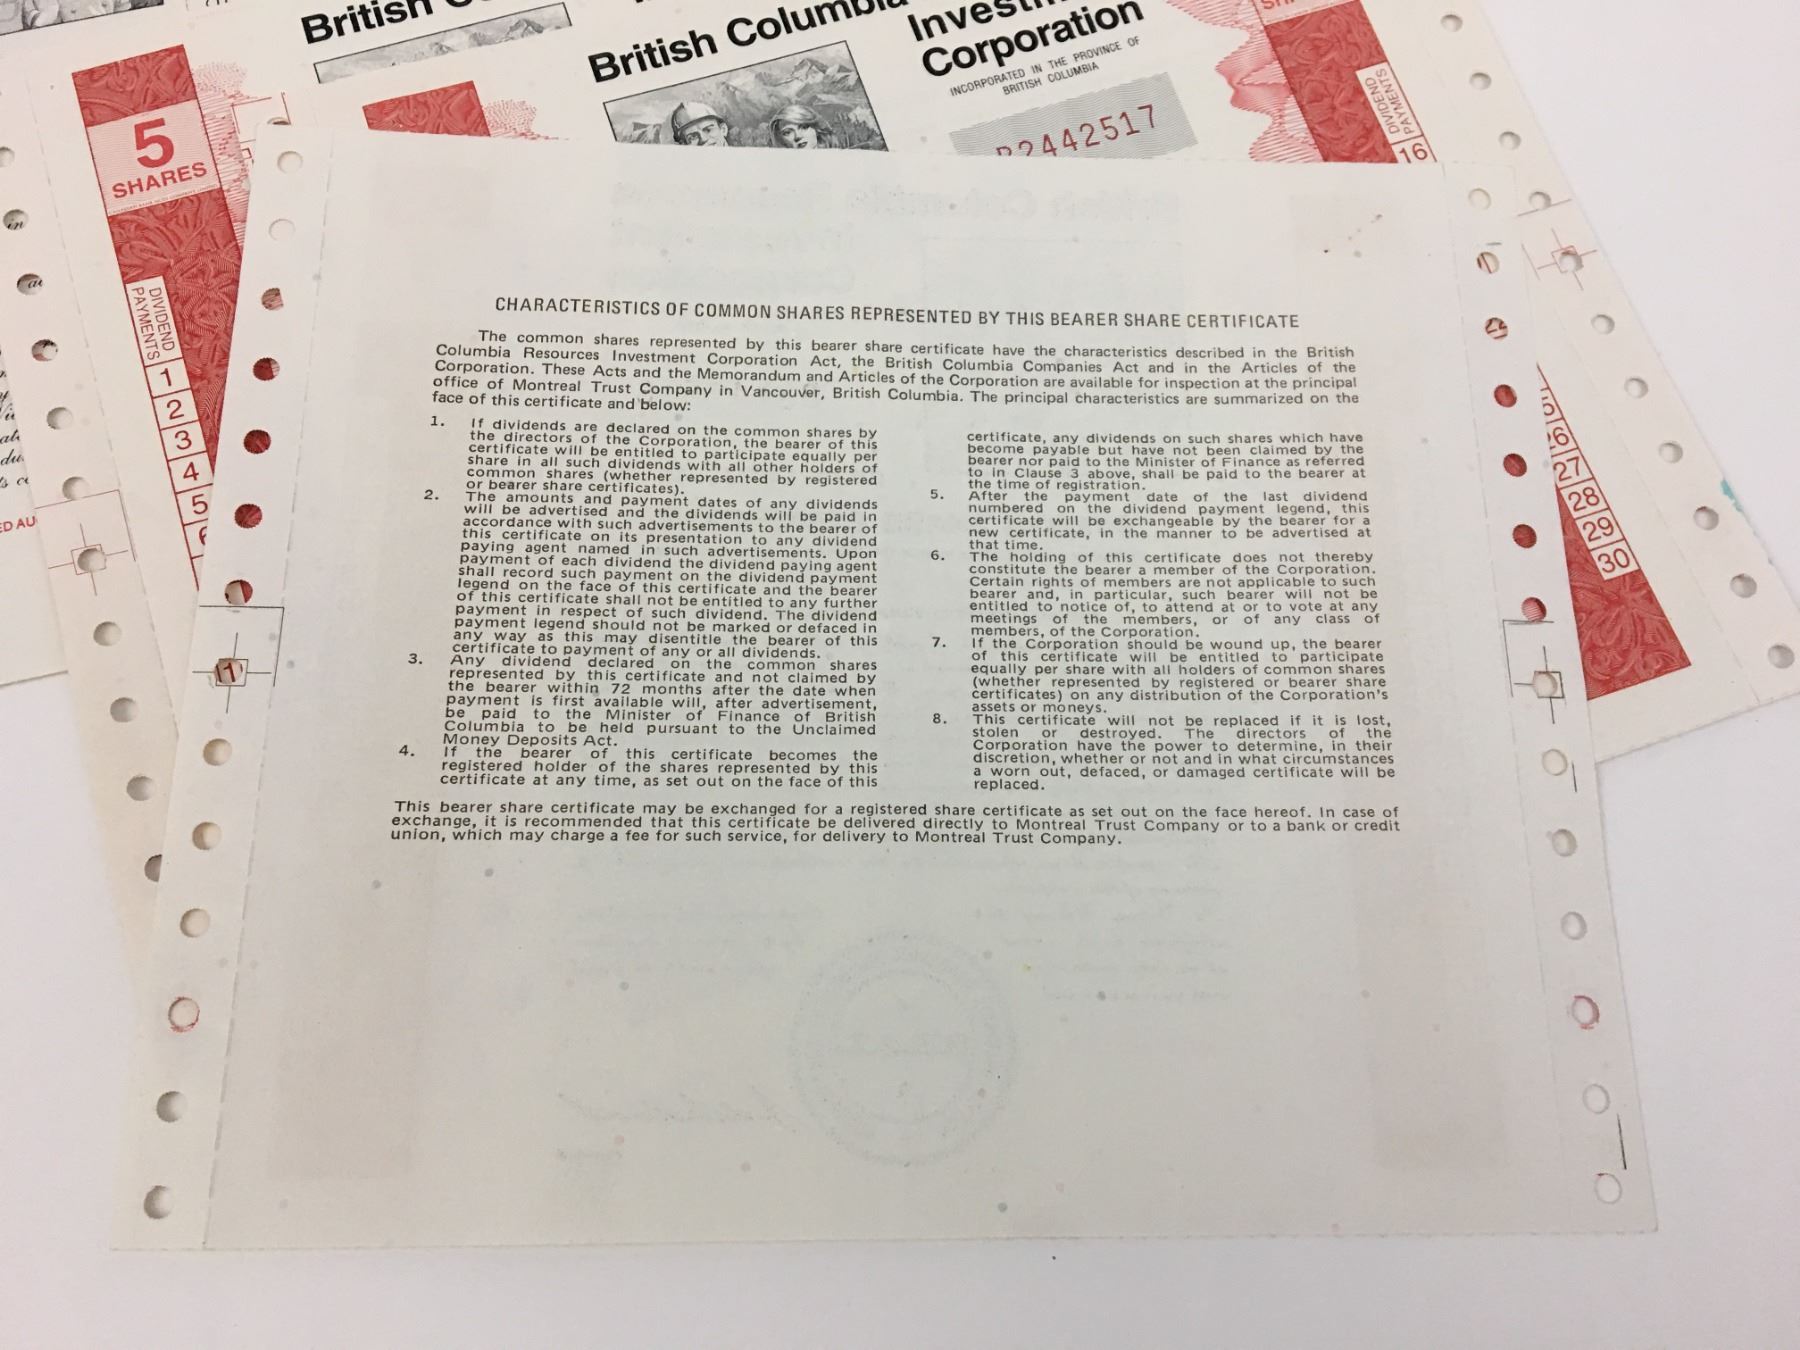 British
British Columbia
Investment
Corporation
INCORPORATED IN THE PROVINCE OF
BRITISH COLUMBIA
2442517
5
SHARES
DIVIDEND
PAYMENTS
1
2
3
4
5
DIVIDEND
PAYMENTS
16
27
28
29
30
CHARACTERISTICS OF COMMON SHARES REPRESENTED BY THIS BEARER SHARE CERTIFICATE
The common shares represented by this bearer share certificate have the characteristics described in the British
Columbia Resources Investment Corporation Act, the British Columbia Companies Act and in the Articles of the
Corporation. These Acts and the Memorandum and Articles of the Corporation are available for inspection at the principal
office of Montreal Trust Company in Vancouver, British Columbia. The principal characteristics are summarized on the
face of this certificate and below:
1. If dividends are declared on the common shares by
the directors of the Corporation, the bearer of this
certificate will be entitled to participate equally per
share in all such dividends with all other holders of
common shares (whether represented by registered
or bearer share certificates).
2. The amounts and payment dates of any dividends
will be advertised and the dividends will be paid in
accordance with such advertisements to the bearer of
this certificate on its presentation to any dividend
paying agent named in such advertisements. Upon
payment of each dividend the dividend paying agent
shall record such payment on the dividend payment
legend on the face of this certificate and the bearer
of this certificate shall not be entitled to any further
payment in respect of such dividend. The dividend
payment legend should not be marked or defaced in
any way as this may disentitle the bearer of this
certificate to payment of any or all dividends.
3. Any dividend declared on the common shares
represented by this certificate and not claimed by
the bearer within 72 months after the date when
payment is first available will, after advertisement,
be paid to the Minister of Finance of British
Columbia to be held pursuant to the Unclaimed
Money Deposits Act.
4. If the bearer of this certificate becomes the
registered holder of the shares represented by this
certificate at any time, as set out on the face of this
certificate, any dividends on such shares which have
become payable but have not been claimed by the
bearer nor paid to the Minister of Finance as referred
to in Clause 3 above, shall be paid to the bearer at
the time of registration.
5. After the payment date of the last dividend
numbered on the dividend payment legend, this
certificate will be exchangeable by the bearer for a
new certificate, in the manner to be advertised at
that time.
6. The holding of this certificate does not thereby
constitute the bearer a member of the Corporation.
Certain rights of members are not applicable to such
bearer and, in particular, such bearer will not be
entitled to notice of, to attend at or to vote at any
meetings of the members, or of any class of
members, of the Corporation.
7. If the Corporation should be wound up, the bearer
of this certificate will be entitled to participate
equally per share with all holders of common shares
(whether represented by registered or bearer share
certificates) on any distribution of the Corporation's
assets or moneys.
8. This certificate will not be replaced if it is lost,
stolen or destroyed. The directors of the
Corporation have the power to determine, in their
discretion, whether or not and in what circumstances
a worn out, defaced, or damaged certificate will be
replaced.
This bearer share certificate may be exchanged for a registered share certificate as set out on the face hereof. In case of
exchange, it is recommended that this certificate be delivered directly to Montreal Trust Company or to a bank or credit
union, which may charge a fee for such service, for delivery to Montreal Trust Company.